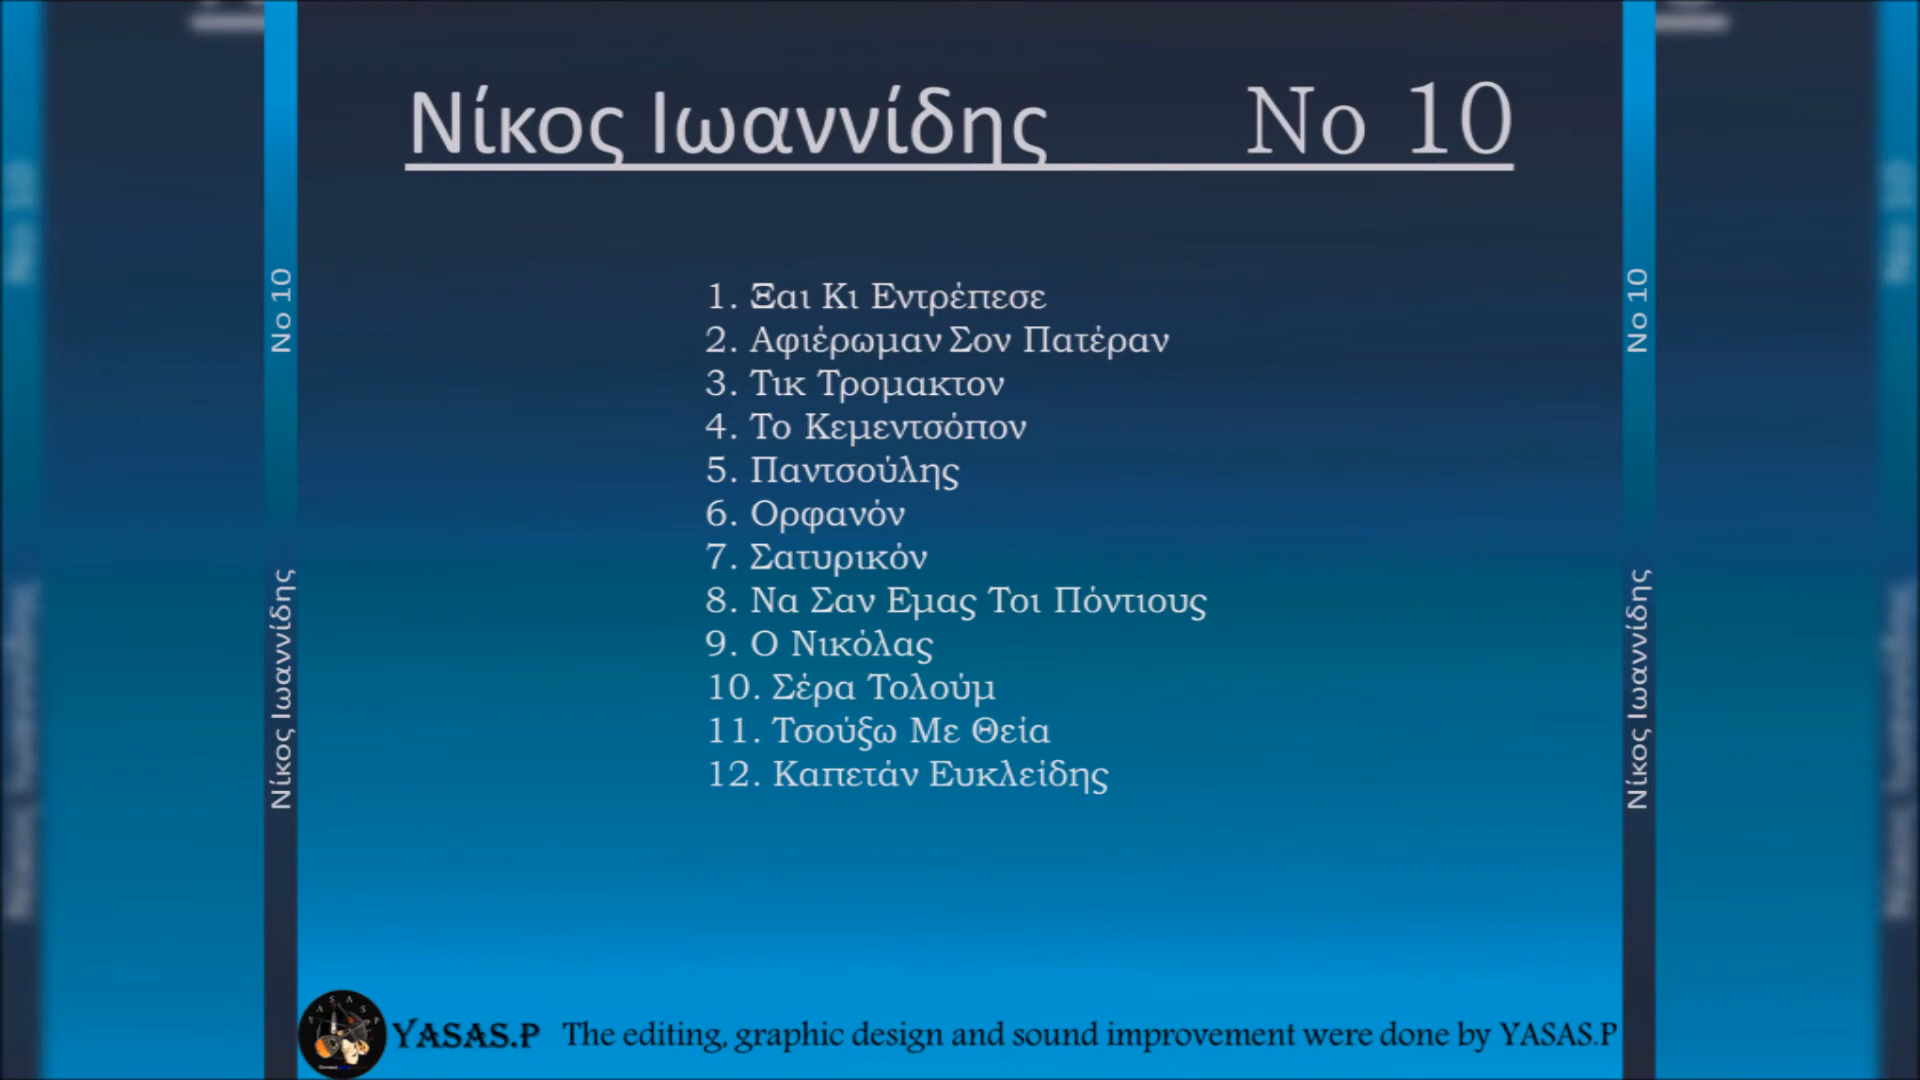 Νίκος Ιωαννίδης No 10
1. Ξαι Κι Εντρέπεσε
2. Αφιέρωμαν Σον Πατέραν
3. Τικ Τρομακτον
4. Το Κεμεντσόπον
5. Παντσούλης
6. Ορφανόν
7. Σατυρικόν
8. Να Σαν Εμας Τοι Πόντιους
9. Ο Νικόλας
10. Σέρα Τολούμ
11. Τσούξω Με Θεία
12. Καπετάν Ευκλείδης
No 10
Νίκος Ιωαννίδης
No 10
Νίκος Ιωαννίδης
YASAS.P The editing, graphic design and sound improvement were done by YASAS.P